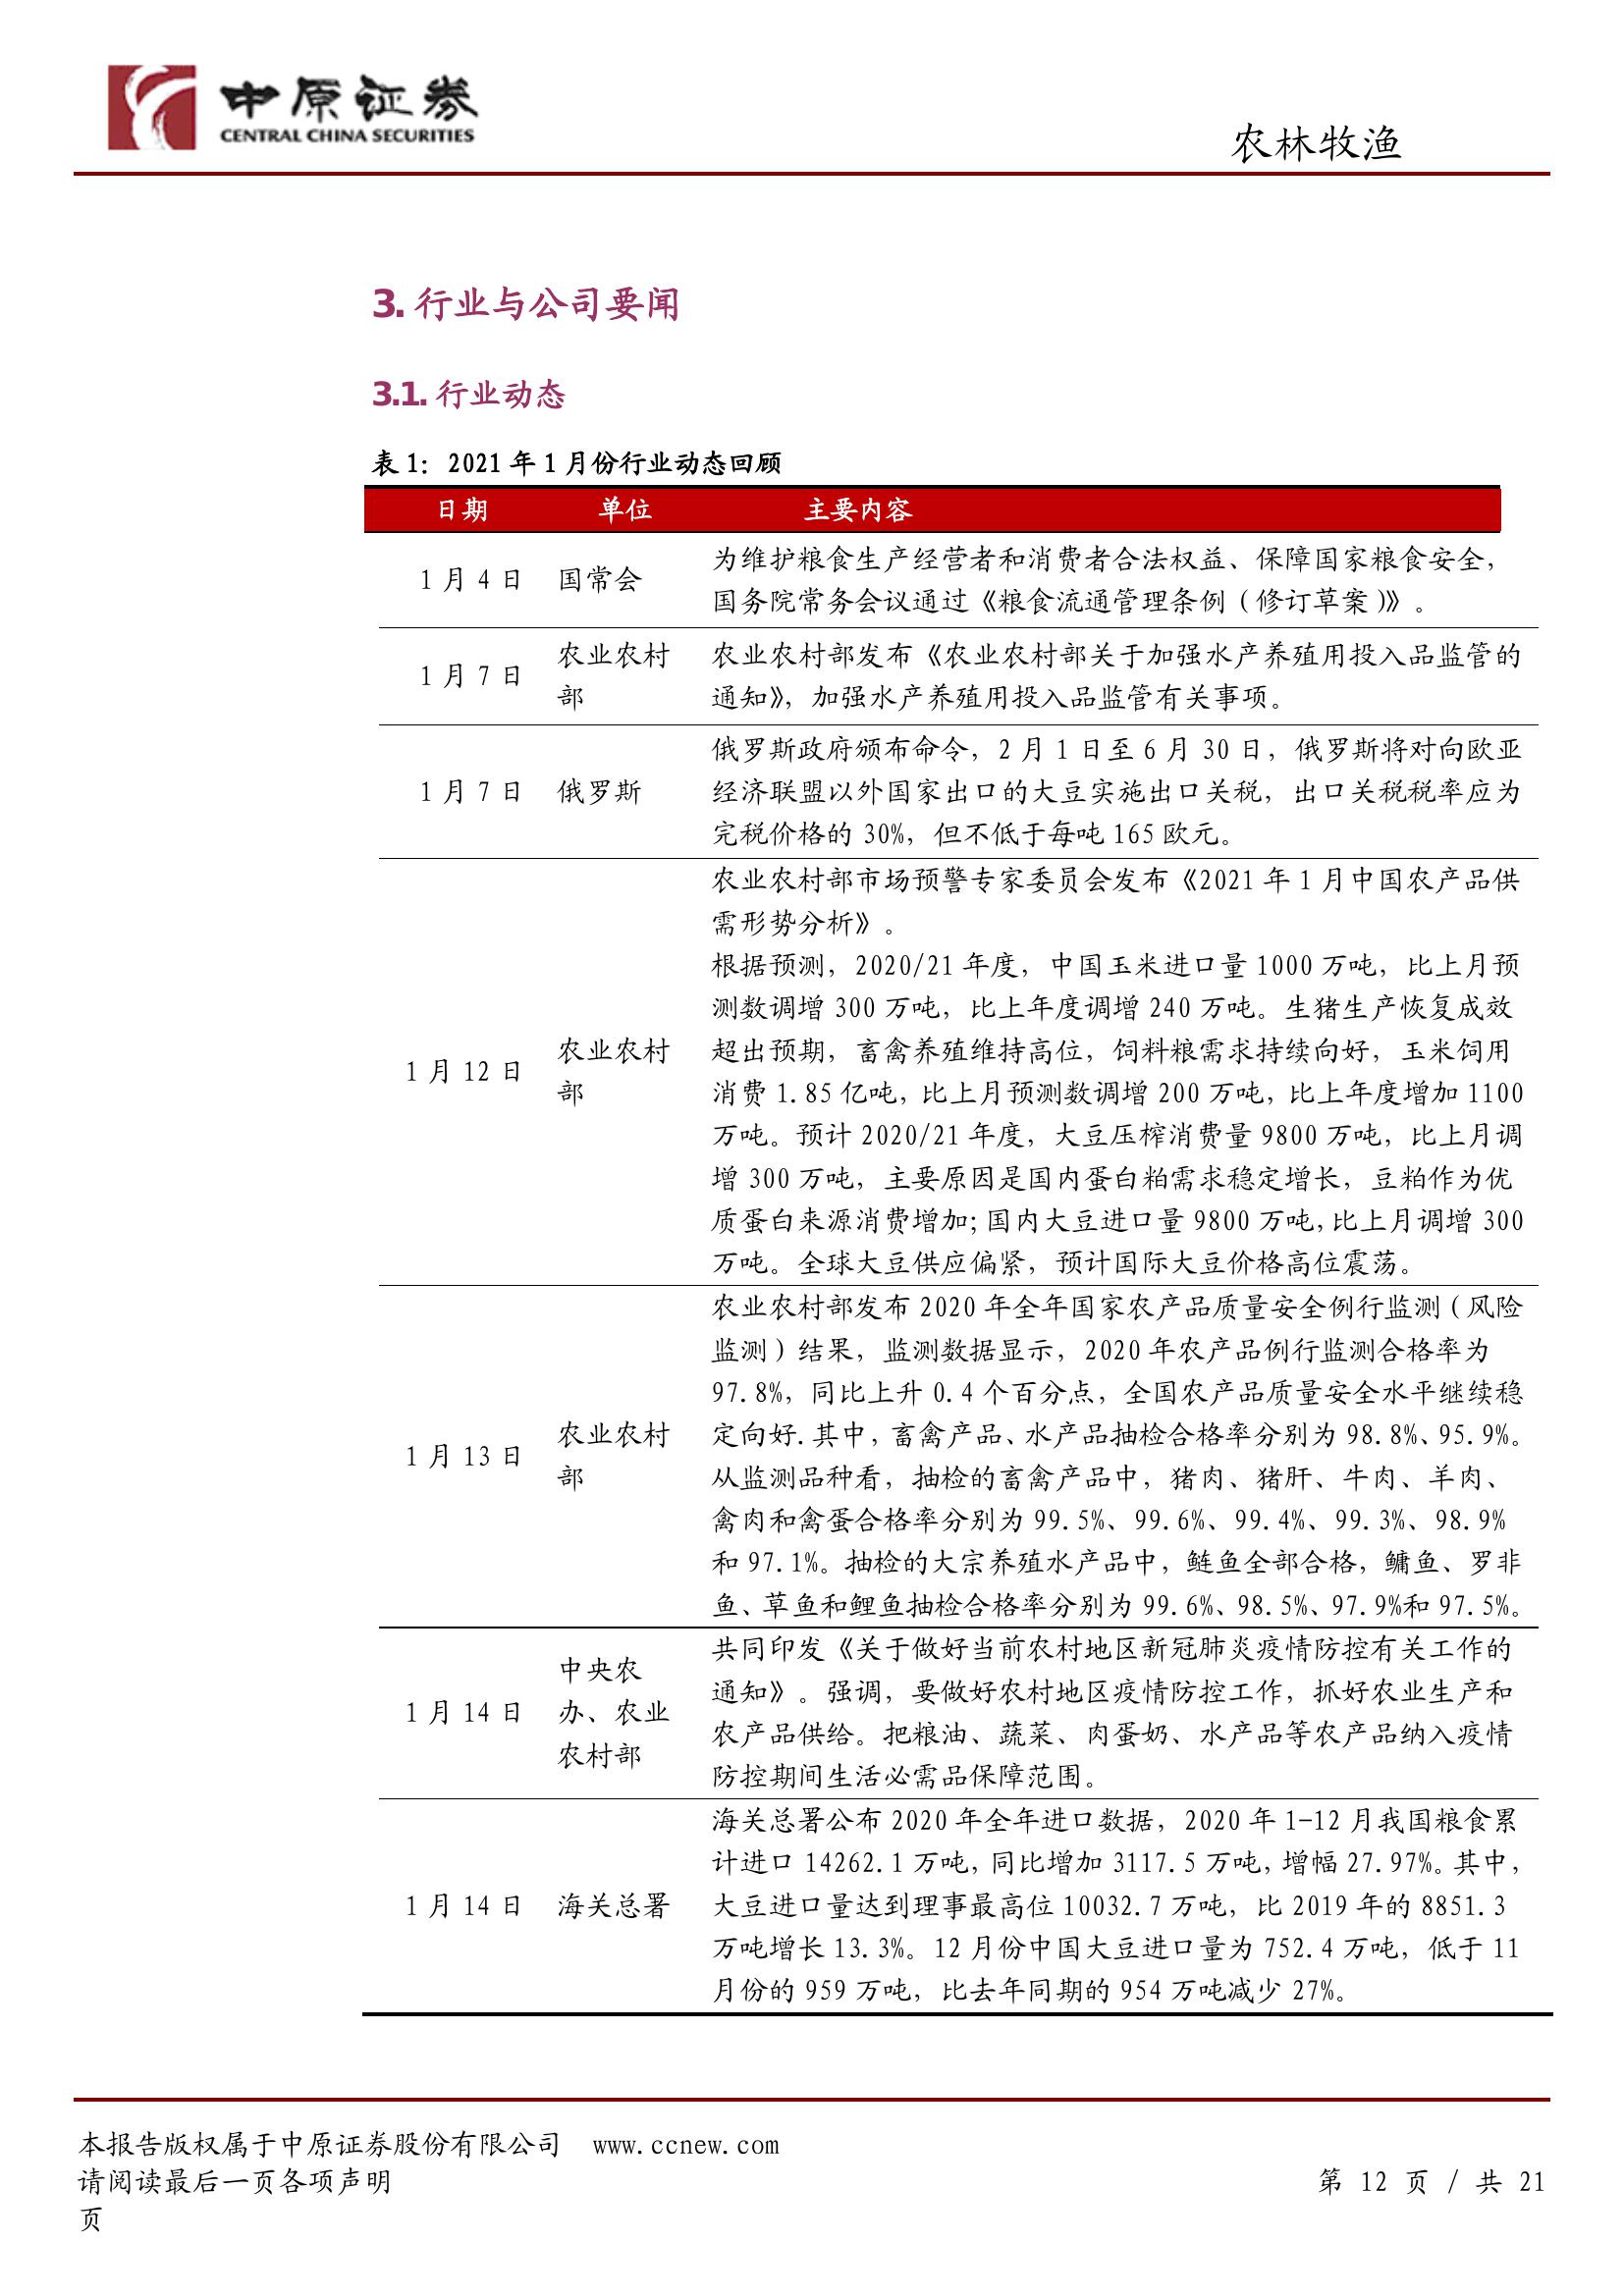 中原证券
CENTRAL CHINA SECURITIES
农林牧渔
3. 行业与公司要闻
3.1. 行业动态
表 1：2021 年 1 月份行业动态回顾
日期 单位 主要内容
1 月 4 日 国常会
为维护粮食生产经营者和消费者合法权益、保障国家粮食安全，
国务院常务会议通过《粮食流通管理条例（修订草案）》。
1 月 7 日
农业农村
部
农业农村部发布《农业农村部关于加强水产养殖用投入品监管的
通知》，加强水产养殖用投入品监管有关事项。
1 月 7 日 俄罗斯
俄罗斯政府颁布命令，2 月 1 日至 6 月 30 日，俄罗斯将对向欧亚
经济联盟以外国家出口的大豆实施出口关税，出口关税税率应为
完税价格的 30%，但不低于每吨 165 欧元。
1 月 12 日
农业农村
部
农业农村部市场预警专家委员会发布《2021 年 1 月中国农产品供
需形势分析》。
根据预测，2020/21 年度，中国玉米进口量 1000 万吨，比上月预
测数调增 300 万吨，比上年度调增 240 万吨。生猪生产恢复成效
超出预期，畜禽养殖维持高位，饲料粮需求持续向好，玉米饲用
消费 1.85 亿吨，比上月预测数调增 200 万吨，比上年度增加 1100
万吨。预计 2020/21 年度，大豆压榨消费量 9800 万吨，比上月调
增 300 万吨，主要原因是国内蛋白粕需求稳定增长，豆粕作为优
质蛋白来源消费增加；国内大豆进口量 9800 万吨，比上月调增 300
万吨。全球大豆供应偏紧，预计国际大豆价格高位震荡。
1 月 13 日
农业农村
部
农业农村部发布 2020 年全年国家农产品质量安全例行监测（风险
监测）结果，监测数据显示，2020 年农产品例行监测合格率为
97.8%，同比上升 0.4 个百分点，全国农产品质量安全水平继续稳
定向好.其中，畜禽产品、水产品抽检合格率分别为 98.8%、95.9%。
从监测品种看，抽检的畜禽产品中，猪肉、猪肝、牛肉、羊肉、
禽肉和禽蛋合格率分别为 99.5%、99.6%、99.4%、99.3%、98.9%
和 97.1%。抽检的大宗养殖水产品中，鲢鱼全部合格，鳙鱼、罗非
鱼、草鱼和鲤鱼抽检合格率分别为 99.6%、98.5%、97.9%和 97.5%。
1 月 14 日
中央农
办、农业
农村部
共同印发《关于做好当前农村地区新冠肺炎疫情防控有关工作的
通知》。强调，要做好农村地区疫情防控工作，抓好农业生产和
农产品供给。把粮油、蔬菜、肉蛋奶、水产品等农产品纳入疫情
防控期间生活必需品保障范围。
1 月 14 日 海关总署
海关总署公布 2020 年全年进口数据，2020 年 1-12 月我国粮食累
计进口 14262.1 万吨，同比增加 3117.5 万吨，增幅 27.97%。其中，
大豆进口量达到理事最高位 10032.7 万吨，比 2019 年的 8851.3
万吨增长 13.3%。12 月份中国大豆进口量为 752.4 万吨，低于 11
月份的 959 万吨，比去年同期的 954 万吨减少 27%。
本报告版权属于中原证券股份有限公司 www.ccnew.com
请阅读最后一页各项声明 第 12 页 / 共 21
页